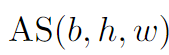 AS(b, h, w)